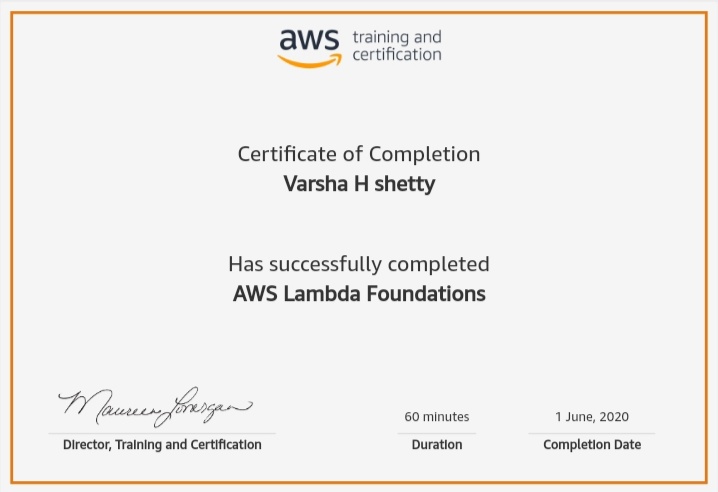 aws training and
certification
Certificate of Completion
Varsha H shetty
Has successfully completed
AWS Lambda Foundations
Maureen Lonergan
60 minutes
1 June, 2020
Director, Training and Certification
Duration
Completion Date